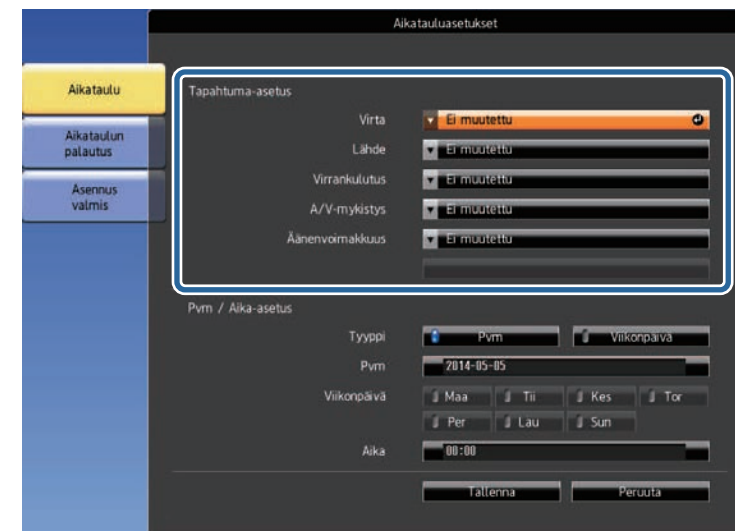 Aikatauluasetukset
Aikataulu
Aikataulun
palautus
Asennus
valmis
Tapahtuma-asetus
Virta Ei muutettu
Lähde Ei muutettu
Virrankulutus Ei muutettu
A/V-mykistys Ei muutettu
Äänenvoimakkuus Ei muutettu
Pvm / Aika-asetus
Tyyppi Pvm Viikonpäivä
Pvm 2014-05-05
Viikonpäivä Maa Tii Kes Tor
Per Lau Sun
Aika 00:00
Tallenna Peruuta